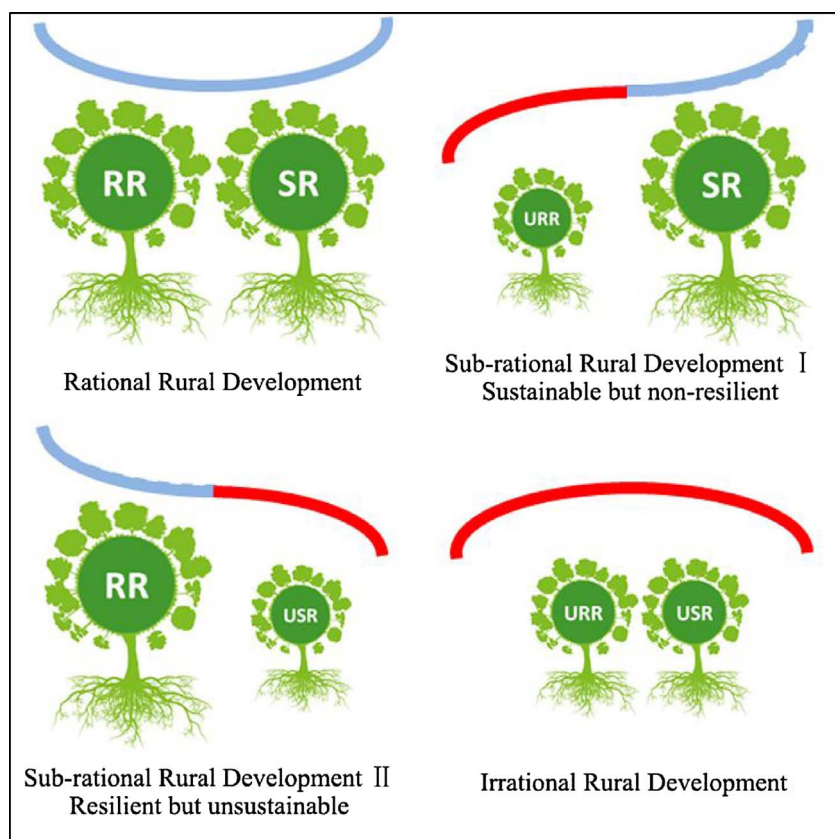 RR
SR
Rational Rural Development
URR
SR
Sub-rational Rural Development Ⅰ
Sustainable but non-resilient
RR
USR
Sub-rational Rural Development Ⅱ
Resilient but unsustainable
URR
USR
Irrational Rural Development